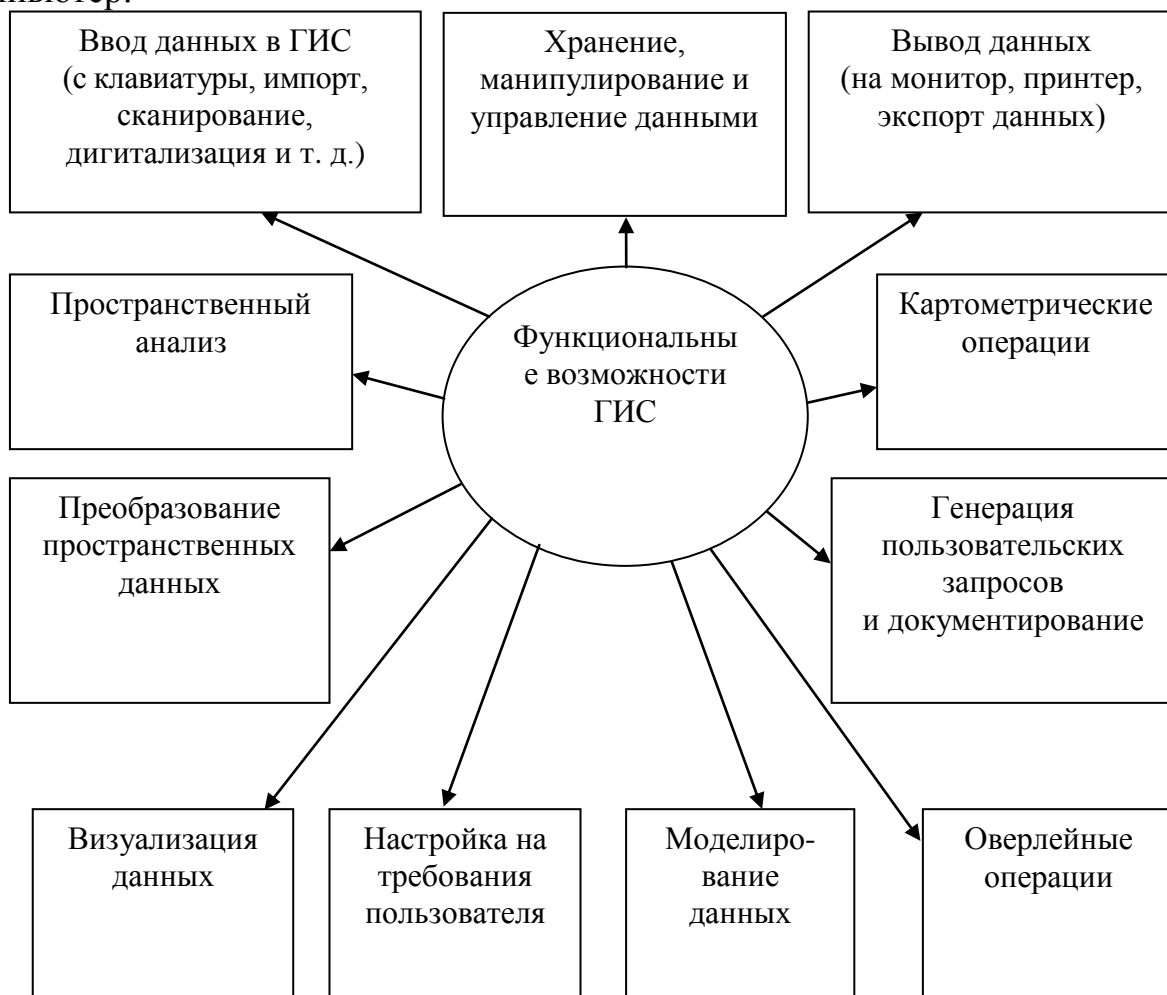 нпьютер.
Ввод данных в ГИС
(с клавиатуры, импорт,
сканирование,
дигитализация и т. д.)
Хранение,
манипулирование и
управление данными
Вывод данных
(на монитор, принтер,
экспорт данных)
Пространственный
анализ
Функциональны
е возможности
ГИС
Картометрические
операции
Преобразование
пространственных
данных
Генерация
пользовательских
запросов
и документирование
Визуализация
данных
Настройка на
требования
пользователя
Моделиро-
вание
данных
Оверлейные
операции